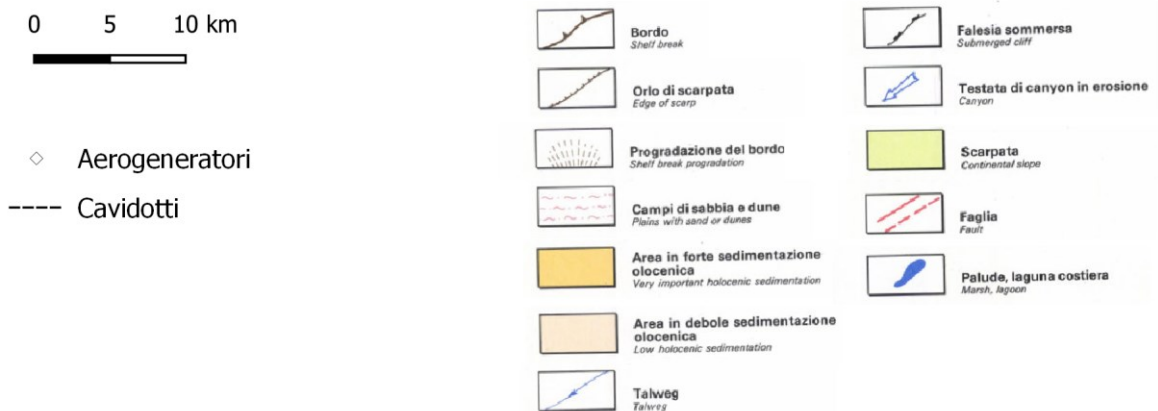 0 5 10 km
Aerogeneratori
Cavidotti
Bordo
Shelf break
Orlo di scarpata
Edge of scarp
Progradazione del bordo
Shelf break progradation
Campi di sabbia e dune
Plains with sand or dunes
Area in forte sedimentazione
olocenica
Very important holocenic sedimentation
Area in debole sedimentazione
olocenica
Low holocenic sedimentation
Talweg
Talweg
Falesia sommersa
Submerged cliff
Testata di canyon in erosione
Canyon
Scarpata
Continental slope
Faglia
Fault
Palude, laguna costiera
Marsh, lagoon